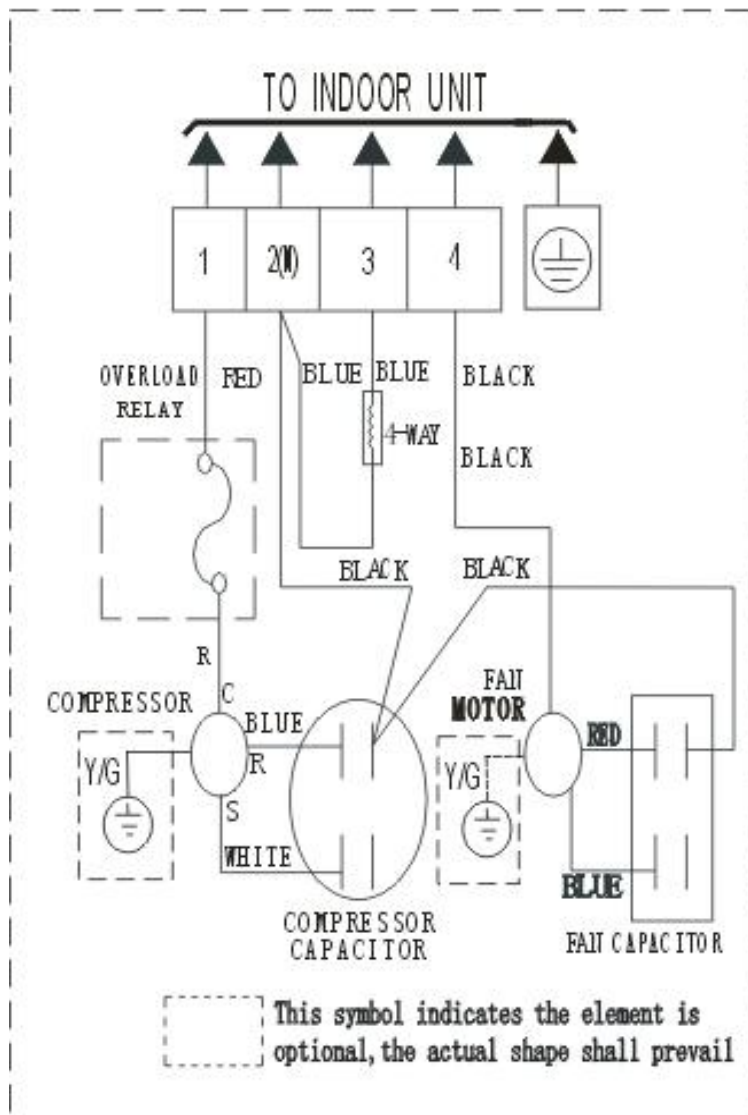 TO INDOOR UNIT
1 2(N) 3 4
OVERLOAD
RELAY
RED
BLUE BLUE
BLACK
4-WAY
BLACK
BLACK
BLACK
R
C
COMPRESSOR
BLUE
R
Y/G
S
WHITE
COMPRESSOR
CAPACITOR
FAN
MOTOR
RED
Y/G
BLUE
FAN CAPACITOR
This symbol indicates the element is
optional,the actual shape shall prevail